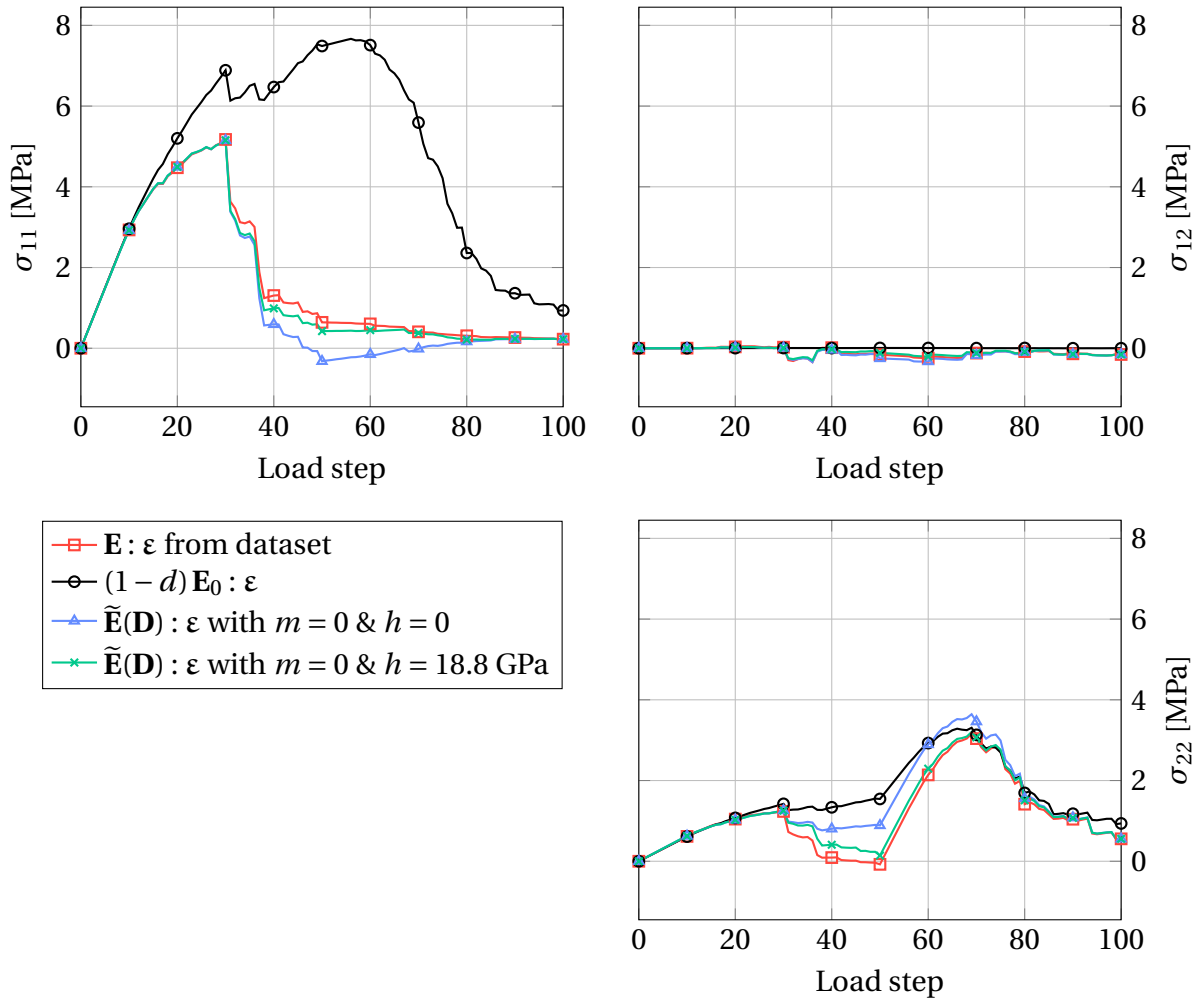 8
6
4
2
0
σ₁₁ [MPa]
0 20 40 60 80 100
Load step
8
6
4
2
0
σ₁₂ [MPa]
0 20 40 60 80 100
Load step
E : ε from dataset
(1 − d) E₀ : ε
Ẽ(D) : ε with m = 0 & h = 0
Ẽ(D) : ε with m = 0 & h = 18.8 GPa
8
6
4
2
0
σ₂₂ [MPa]
0 20 40 60 80 100
Load step